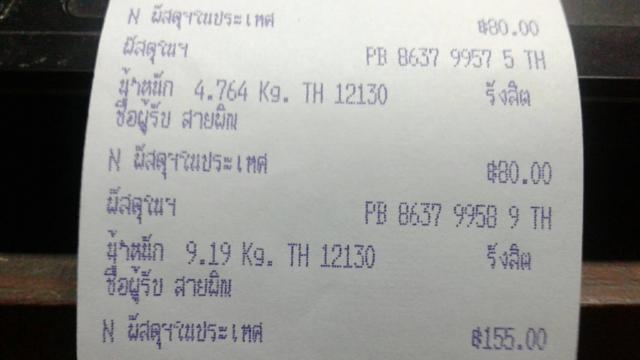 N พัสดุฯในประเทศ ฿80.00
พัสดุในฯ PB 8637 9957 5 TH
น้ำหนัก 4.764 Kg. TH 12130 รังสิต
ชื่อผู้รับ สายพิณ
N พัสดุฯในประเทศ ฿80.00
พัสดุในฯ PB 8637 9958 9 TH
น้ำหนัก 9.19 Kg. TH 12130 รังสิต
ชื่อผู้รับ สายพิณ
N พัสดุฯในประเทศ ฿155.00